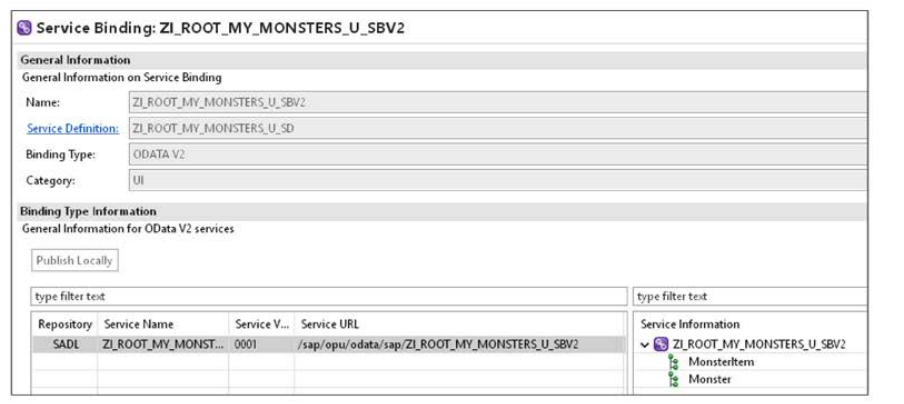 Service Binding: ZI_ROOT_MY_MONSTERS_U_SBV2
General Information
General Information on Service Binding
Name: ZI_ROOT_MY_MONSTERS_U_SBV2
Service Definition: ZI_ROOT_MY_MONSTERS_U_SD
Binding Type: ODATA V2
Category: UI
Binding Type Information
General Information for OData V2 services
Publish Locally
type filter text type filter text
Repository Service Name Service V... Service URL Service Information
SADL ZI_ROOT_MY_MONST... 0001 /sap/opu/odata/sap/ZI_ROOT_MY_MONSTERS_U_SBV2 ZI_ROOT_MY_MONSTERS_U_SBV2
MonsterItem
Monster